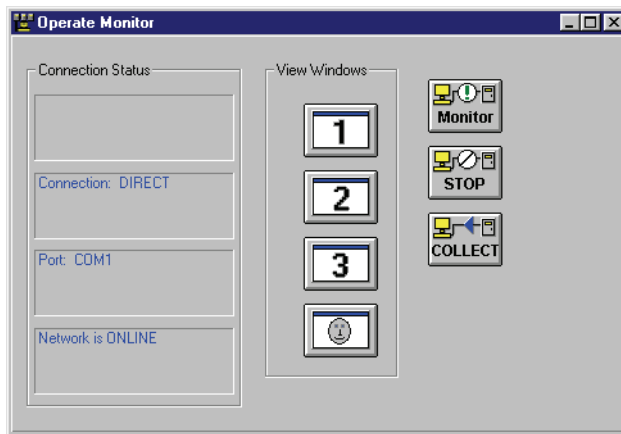 Operate Monitor
Connection Status
Connection: DIRECT
Port: COM1
Network is ONLINE
View Windows
1
2
3
Monitor
STOP
COLLECT